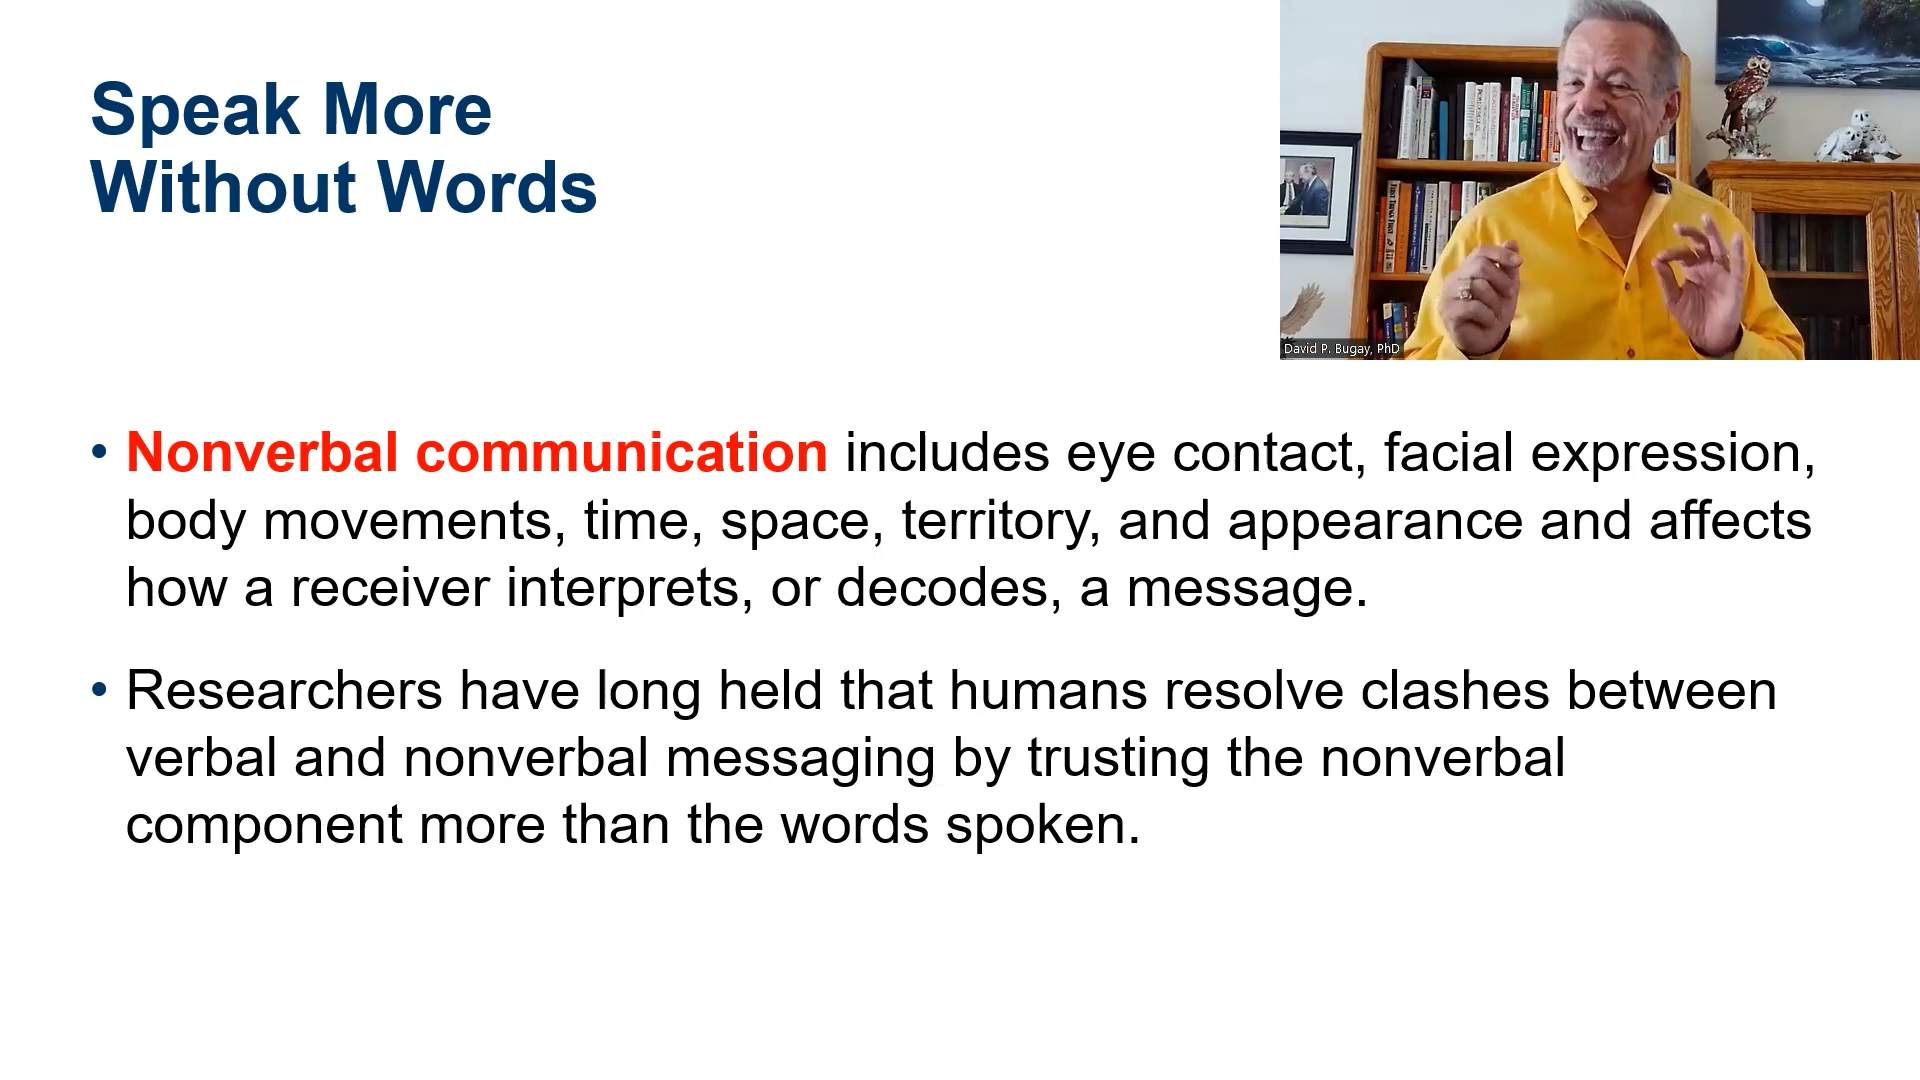 Speak More
Without Words
David P. Bugay, PhD
• Nonverbal communication includes eye contact, facial expression,
body movements, time, space, territory, and appearance and affects
how a receiver interprets, or decodes, a message.
• Researchers have long held that humans resolve clashes between
verbal and nonverbal messaging by trusting the nonverbal
component more than the words spoken.